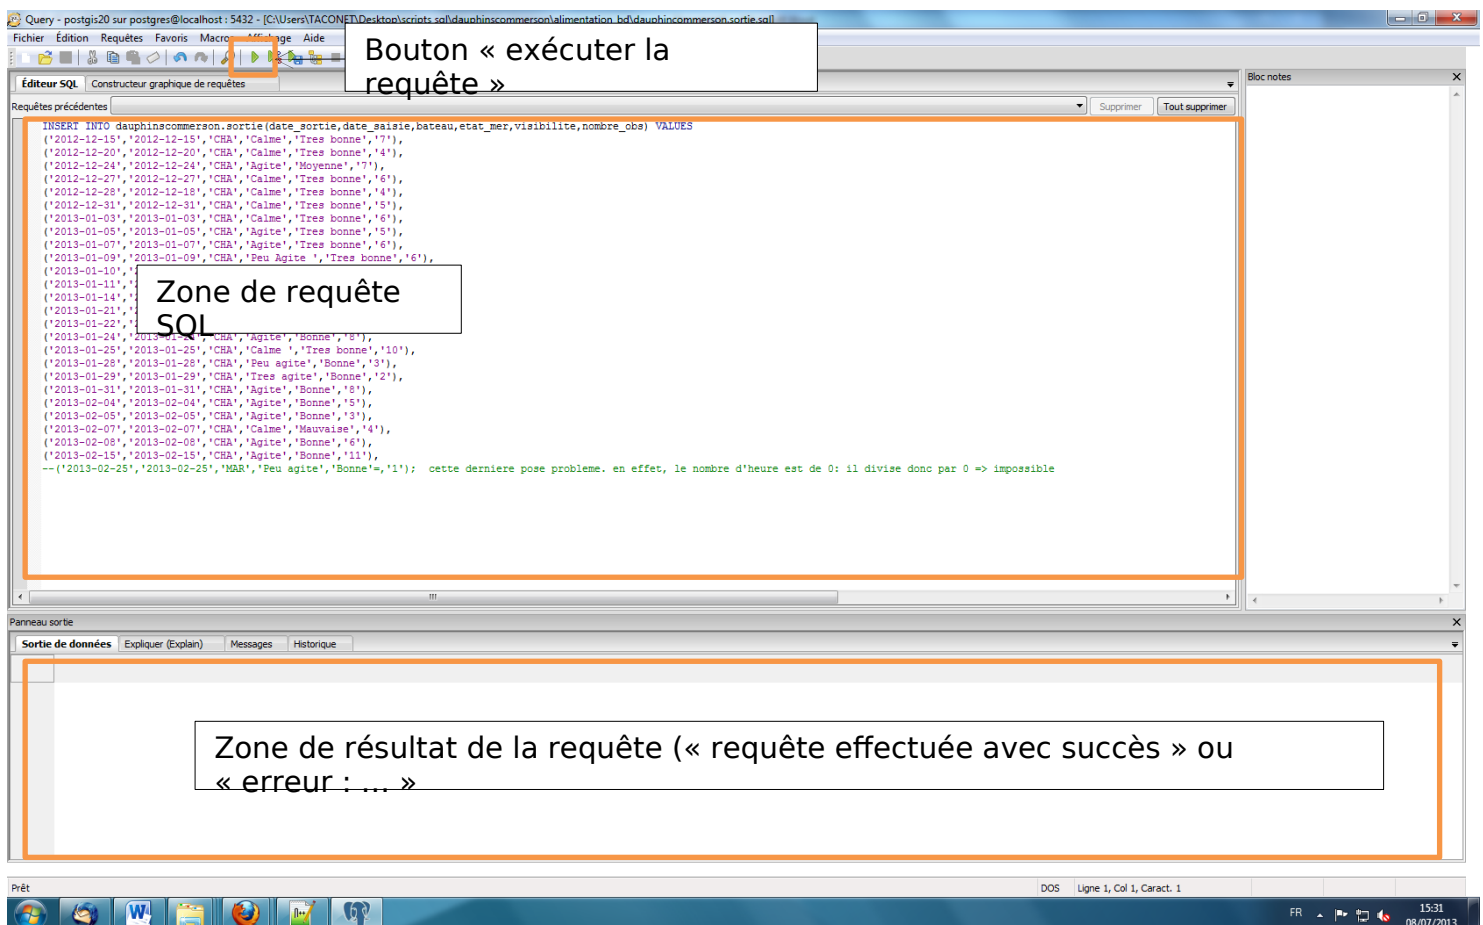 Query - postgis20 sur postgres@localhost : 5432 - [C:\Users\TACONET\Desktop\scripts sql\dauphinscommerson\alimentation_bd\dauphincommerson.sortie.sql]
Fichier Édition Requêtes Favoris Macros Affichage Aide
Bouton « exécuter la
requête »
Éditeur SQL Constructeur graphique de requêtes
Bloc notes
Requêtes précédentes Supprimer Tout supprimer
INSERT INTO dauphinscommerson.sortie(date_sortie,date_saisie,bateau,etat_mer,visibilite,nombre_obs) VALUES
('2012-12-15','2012-12-15','CHA','Calme','Tres bonne','7'),
('2012-12-20','2012-12-20','CHA','Calme','Tres bonne','4'),
('2012-12-24','2012-12-24','CHA','Agite','Moyenne','7'),
('2012-12-27','2012-12-27','CHA','Calme','Tres bonne','6'),
('2012-12-28','2012-12-18','CHA','Calme','Tres bonne','4'),
('2012-12-31','2012-12-31','CHA','Calme','Tres bonne','5'),
('2013-01-03','2013-01-03','CHA','Calme','Tres bonne','6'),
('2013-01-05','2013-01-05','CHA','Agite','Tres bonne','5'),
('2013-01-07','2013-01-07','CHA','Agite','Tres bonne','6'),
('2013-01-09','2013-01-09','CHA','Peu Agite ','Tres bonne','6'),
('2013-01-10','
('2013-01-11','
('2013-01-14','
('2013-01-21','
('2013-01-22','
Zone de requête
SQL
('2013-01-24','2013-01-24','CHA','Agite','Bonne','8'),
('2013-01-25','2013-01-25','CHA','Calme ','Tres bonne','10'),
('2013-01-28','2013-01-28','CHA','Peu agite','Bonne','3'),
('2013-01-29','2013-01-29','CHA','Tres agite','Bonne','2'),
('2013-01-31','2013-01-31','CHA','Agite','Bonne','8'),
('2013-02-04','2013-02-04','CHA','Agite','Bonne','5'),
('2013-02-05','2013-02-05','CHA','Agite','Bonne','3'),
('2013-02-07','2013-02-07','CHA','Calme','Mauvaise','4'),
('2013-02-08','2013-02-08','CHA','Agite','Bonne','6'),
('2013-02-15','2013-02-15','CHA','Agite','Bonne','11'),
--('2013-02-25','2013-02-25','MAR','Peu agite','Bonne'=,'1'); cette derniere pose probleme. en effet, le nombre d'heure est de 0: il divise donc par 0 => impossible
Panneau sortie
Sortie de données Expliquer (Explain) Messages Historique
Zone de résultat de la requête (« requête effectuée avec succès » ou
« erreur : … »
Prêt DOS Ligne 1, Col 1, Caract. 1
FR 15:31
08/07/2013